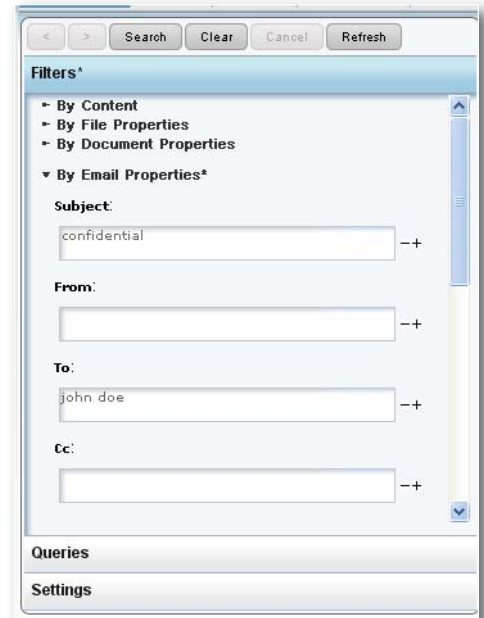 < > Search Clear Cancel Refresh
Filters*
By Content
By File Properties
By Document Properties
By Email Properties*
Subject:
confidential
−+
From:
−+
To:
john doe
−+
Cc:
−+
Queries
Settings